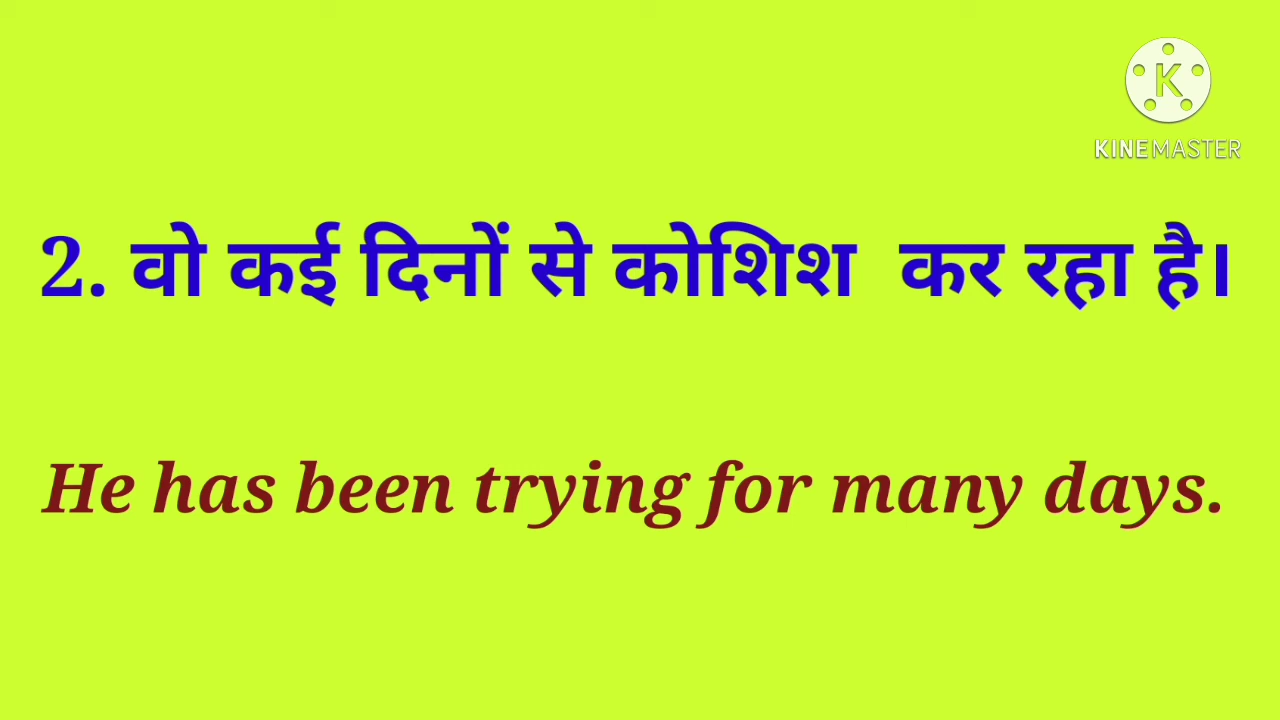 K
KINEMASTER
2. वो कई दिनों से कोशिश कर रहा है।
He has been trying for many days.